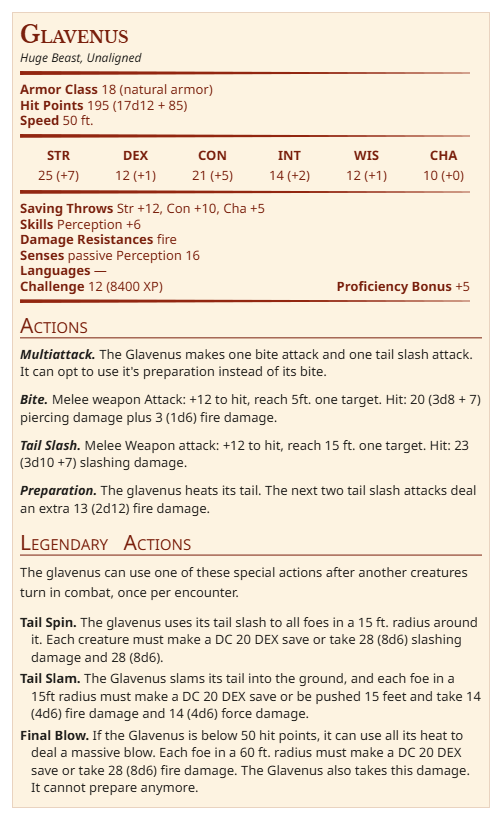 Glavenus
Huge Beast, Unaligned
Armor Class 18 (natural armor)
Hit Points 195 (17d12 + 85)
Speed 50 ft.
STR DEX CON INT WIS CHA
25 (+7) 12 (+1) 21 (+5) 14 (+2) 12 (+1) 10 (+0)
Saving Throws Str +12, Con +10, Cha +5
Skills Perception +6
Damage Resistances fire
Senses passive Perception 16
Languages —
Challenge 12 (8400 XP) Proficiency Bonus +5
Actions
Multiattack. The Glavenus makes one bite attack and one tail slash attack.
It can opt to use it's preparation instead of its bite.
Bite. Melee weapon Attack: +12 to hit, reach 5ft. one target. Hit: 20 (3d8 + 7)
piercing damage plus 3 (1d6) fire damage.
Tail Slash. Melee Weapon attack: +12 to hit, reach 15 ft. one target. Hit: 23
(3d10 +7) slashing damage.
Preparation. The glavenus heats its tail. The next two tail slash attacks deal
an extra 13 (2d12) fire damage.
Legendary Actions
The glavenus can use one of these special actions after another creatures
turn in combat, once per encounter.
Tail Spin. The glavenus uses its tail slash to all foes in a 15 ft. radius around
it. Each creature must make a DC 20 DEX save or take 28 (8d6) slashing
damage and 28 (8d6).
Tail Slam. The Glavenus slams its tail into the ground, and each foe in a
15ft radius must make a DC 20 DEX save or be pushed 15 feet and take 14
(4d6) fire damage and 14 (4d6) force damage.
Final Blow. If the Glavenus is below 50 hit points, it can use all its heat to
deal a massive blow. Each foe in a 60 ft. radius must make a DC 20 DEX
save or take 28 (8d6) fire damage. The Glavenus also takes this damage.
It cannot prepare anymore.